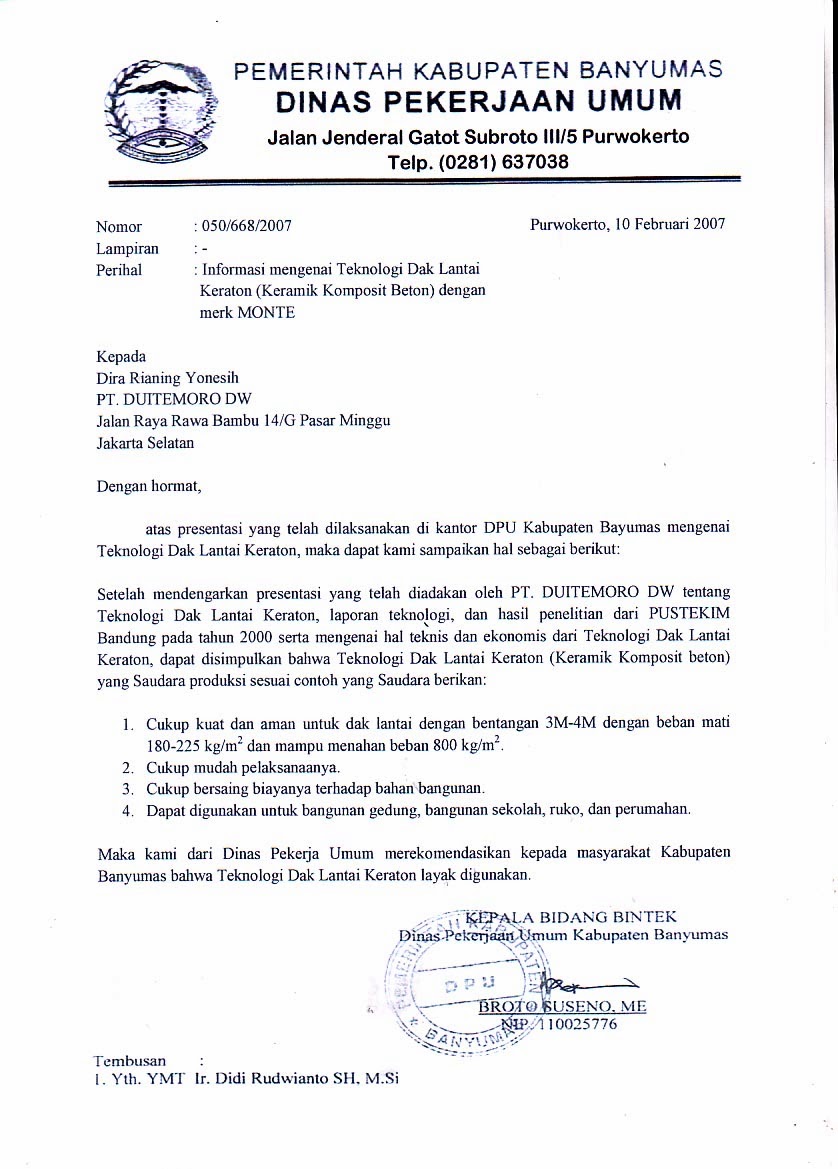 PEMERINTAH KABUPATEN BANYUMAS
DINAS PEKERJAAN UMUM
Jalan Jenderal Gatot Subroto III/5 Purwokerto
Telp. (0281) 637038
Nomor : 050/668/2007 Purwokerto, 10 Februari 2007
Lampiran : -
Perihal : Informasi mengenai Teknologi Dak Lantai
Keraton (Keramik Komposit Beton) dengan
merk MONTE
Kepada
Dira Rianing Yonesih
PT. DUITEMORO DW
Jalan Raya Rawa Bambu 14/G Pasar Minggu
Jakarta Selatan
Dengan hormat,
atas presentasi yang telah dilaksanakan di kantor DPU Kabupaten Bayumas mengenai
Teknologi Dak Lantai Keraton, maka dapat kami sampaikan hal sebagai berikut:
Setelah mendengarkan presentasi yang telah diadakan oleh PT. DUITEMORO DW tentang
Teknologi Dak Lantai Keraton, laporan teknologi, dan hasil penelitian dari PUSTEKIM
Bandung pada tahun 2000 serta mengenai hal teknis dan ekonomis dari Teknologi Dak Lantai
Keraton, dapat disimpulkan bahwa Teknologi Dak Lantai Keraton (Keramik Komposit beton)
yang Saudara produksi sesuai contoh yang Saudara berikan:
1. Cukup kuat dan aman untuk dak lantai dengan bentangan 3M-4M dengan beban mati
180-225 kg/m² dan mampu menahan beban 800 kg/m².
2. Cukup mudah pelaksanaanya.
3. Cukup bersaing biayanya terhadap bahan bangunan.
4. Dapat digunakan untuk bangunan gedung, bangunan sekolah, ruko, dan perumahan.
Maka kami dari Dinas Pekerja Umum merekomendasikan kepada masyarakat Kabupaten
Banyumas bahwa Teknologi Dak Lantai Keraton layak digunakan.
KEPALA BIDANG BINTEK
Dinas Pekerjaan Umum Kabupaten Banyumas
PEMERINTAH KABUPATEN
DPU
* BANYUMAS
BROTO SUSENO, ME
NIP. 110025776
Tembusan :
1. Yth. YMT Ir. Didi Rudwianto SH, M.Si